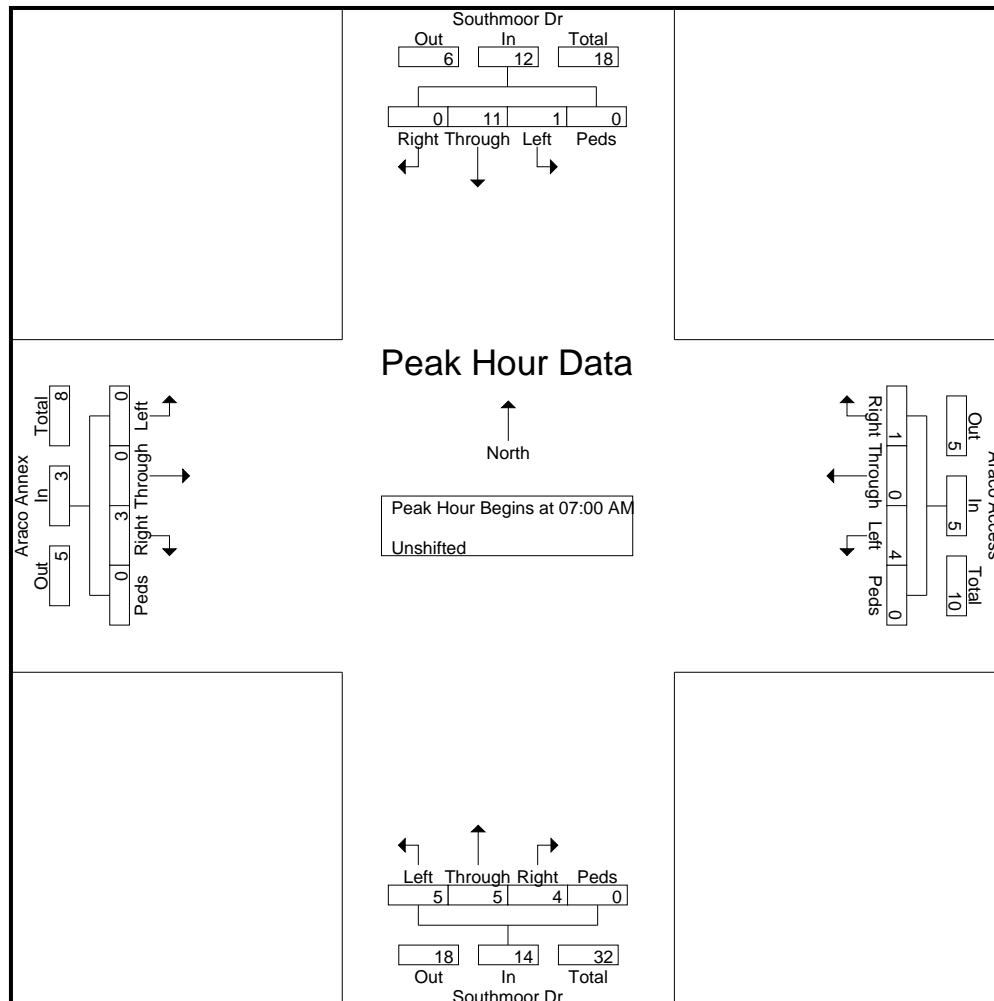 Southmoor Dr
Out In Total
6 12 18
0 11 1 0
Right Through Left Peds
Peak Hour Data
North
Peak Hour Begins at 07:00 AM
Unshifted
Araco Annex
Out In Total
5 3 8
Peds Right Through Left
0 3 0 0
Araco Access
Out In Total
5 5 10
Right Through Left Peds
1 0 4 0
Left Through Right Peds
5 5 4 0
18 14 32
Out In Total
Southmoor Dr